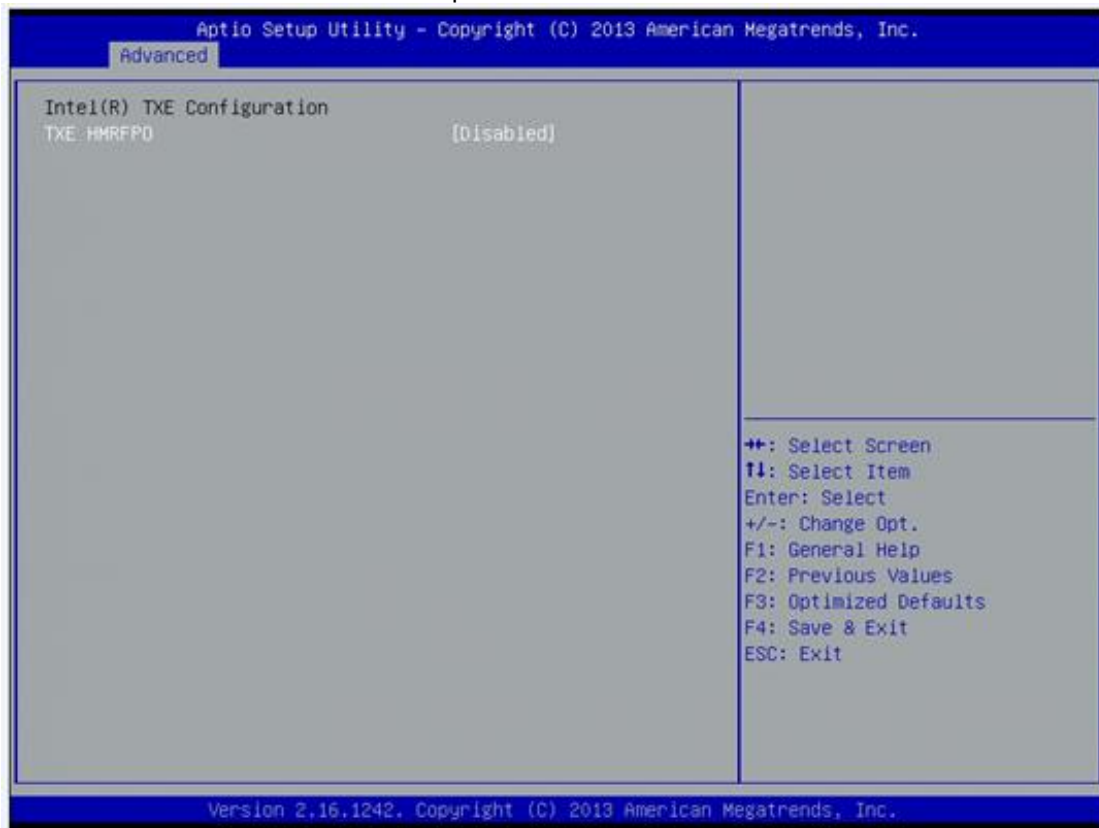 Aptio Setup Utility – Copyright (C) 2013 American Megatrends, Inc.
Advanced
Intel(R) TXE Configuration
TXE HMRFPO [Disabled]
→←: Select Screen
↑↓: Select Item
Enter: Select
+/-: Change Opt.
F1: General Help
F2: Previous Values
F3: Optimized Defaults
F4: Save & Exit
ESC: Exit
Version 2.16.1242. Copyright (C) 2013 American Megatrends, Inc.